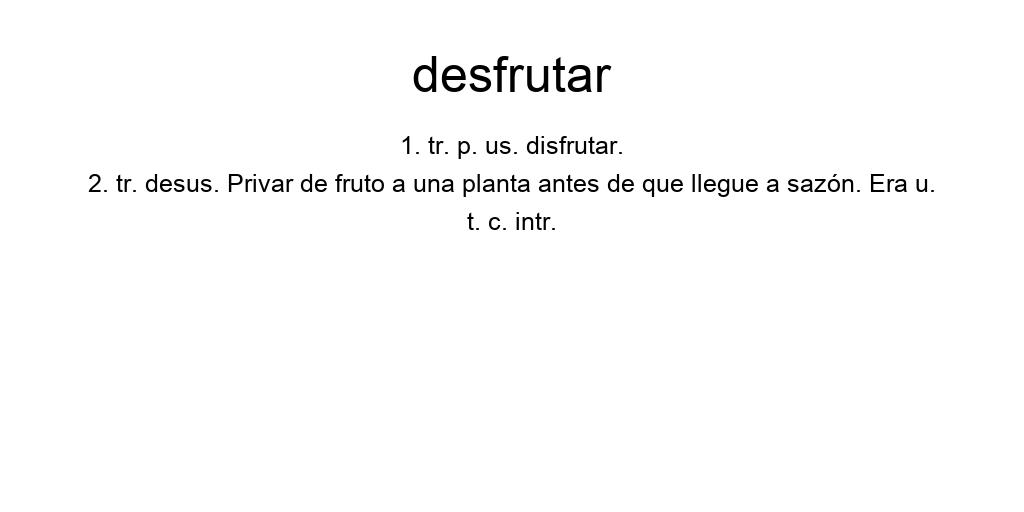 desfrutar
1. tr. p. us. disfrutar.
2. tr. desus. Privar de fruto a una planta antes de que llegue a sazón. Era u.
t. c. intr.